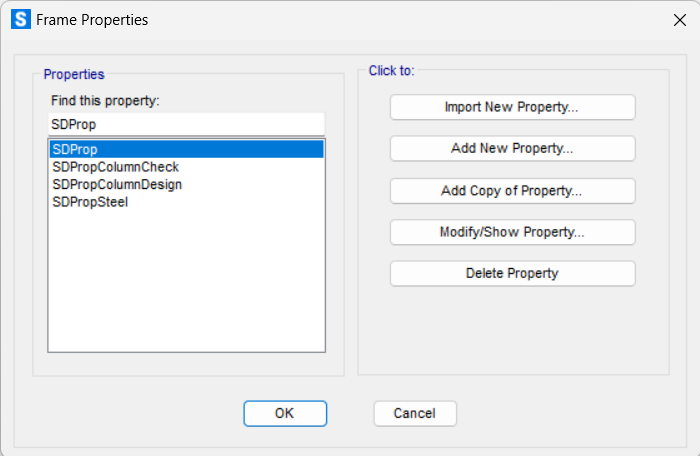 S Frame Properties
Properties
Find this property:
SDProp
SDProp
SDPropColumnCheck
SDPropColumnDesign
SDPropSteel
Click to:
Import New Property...
Add New Property...
Add Copy of Property...
Modify/Show Property...
Delete Property
OK
Cancel